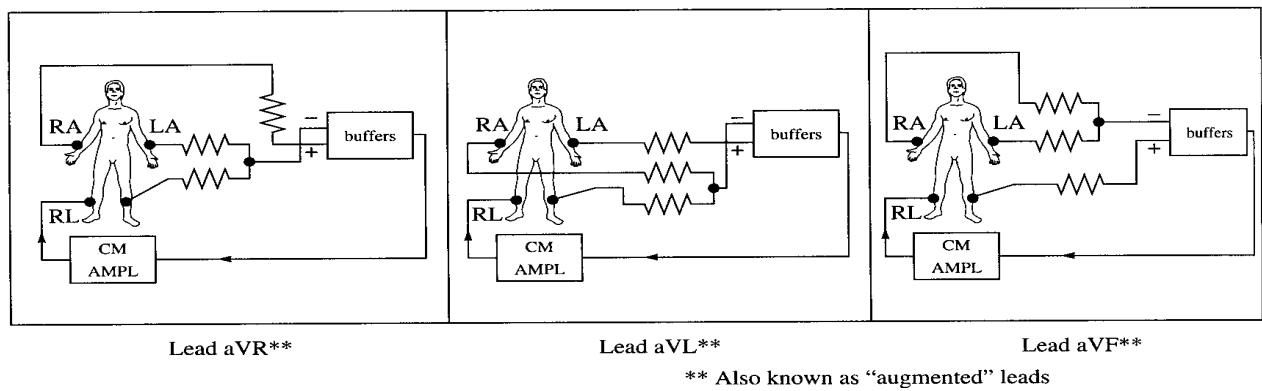 RA
LA
−
+
buffers
RL
CM
AMPL
Lead aVR**
RA
LA
−
+
buffers
RL
CM
AMPL
Lead aVL**
RA
LA
−
+
buffers
RL
CM
AMPL
Lead aVF**
** Also known as “augmented” leads